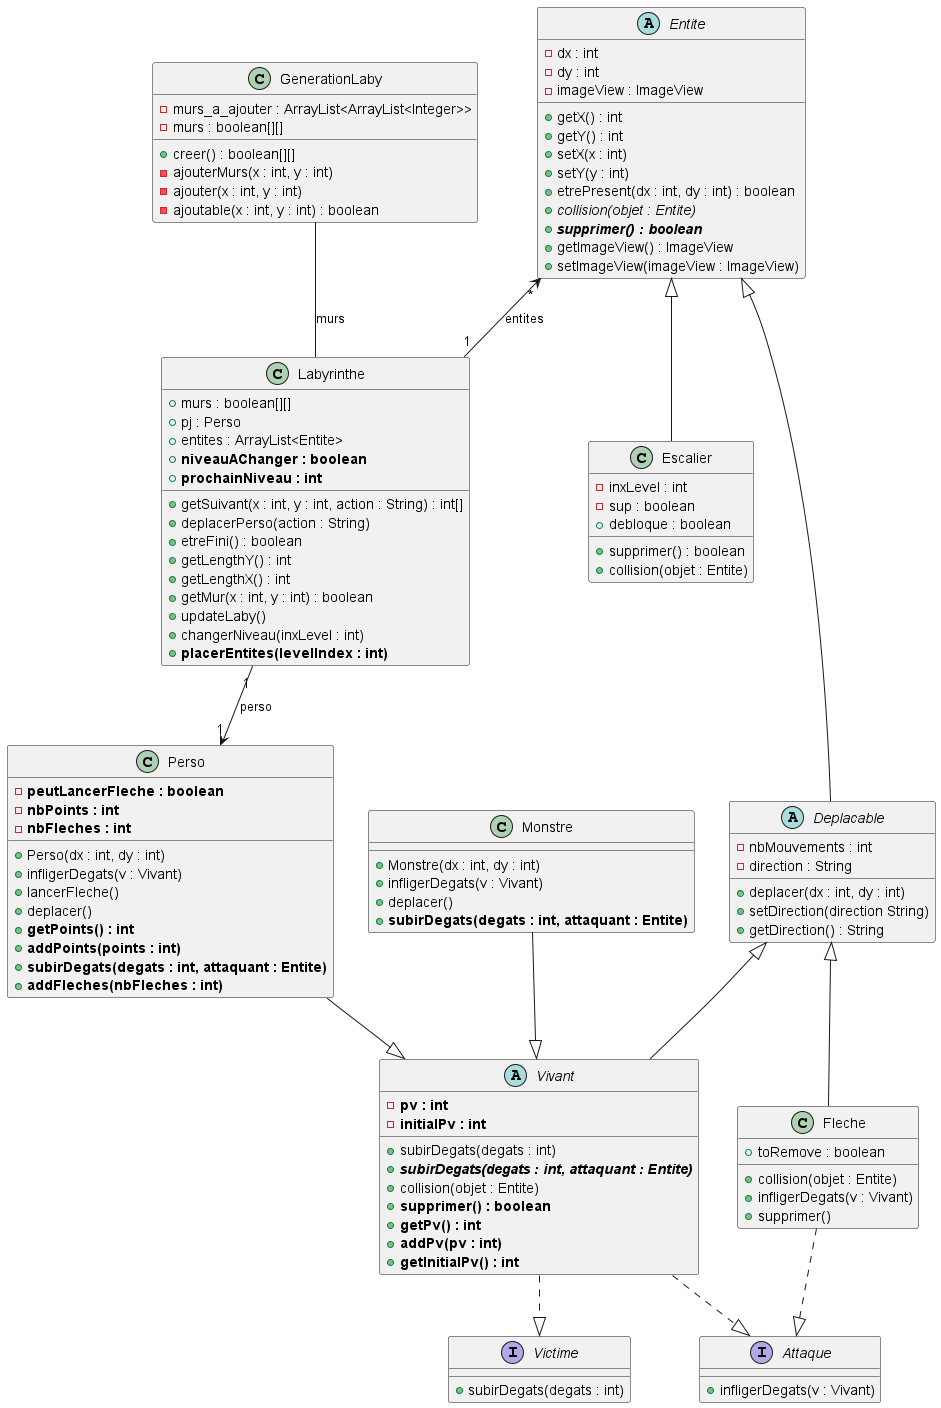 A Entite
dx : int
dy : int
imageView : ImageView
getX() : int
getY() : int
setX(x : int)
setY(y : int)
etrePresent(dx : int, dy : int) : boolean
collision(objet : Entite)
supprimer() : boolean
getImageView() : ImageView
setImageView(imageView : ImageView)
C GenerationLaby
murs_a_ajouter : ArrayList<ArrayList<Integer>>
murs : boolean[][]
creer() : boolean[][]
ajouterMurs(x : int, y : int)
ajouter(x : int, y : int)
ajoutable(x : int, y : int) : boolean
murs
*
entites
1
C Labyrinthe
murs : boolean[][]
pj : Perso
entites : ArrayList<Entite>
niveauAChanger : boolean
prochainNiveau : int
getSuivant(x : int, y : int, action : String) : int[]
deplacerPerso(action : String)
etreFini() : boolean
getLengthY() : int
getLengthX() : int
getMur(x : int, y : int) : boolean
updateLaby()
changerNiveau(inxLevel : int)
placerEntites(levelIndex : int)
C Escalier
inxLevel : int
sup : boolean
debloque : boolean
supprimer() : boolean
collision(objet : Entite)
1
perso
1
C Perso
peutLancerFleche : boolean
nbPoints : int
nbFleches : int
Perso(dx : int, dy : int)
infligerDegats(v : Vivant)
lancerFleche()
deplacer()
getPoints() : int
addPoints(points : int)
subirDegats(degats : int, attaquant : Entite)
addFleches(nbFleches : int)
C Monstre
Monstre(dx : int, dy : int)
infligerDegats(v : Vivant)
deplacer()
subirDegats(degats : int, attaquant : Entite)
A Deplacable
nbMouvements : int
direction : String
deplacer(dx : int, dy : int)
setDirection(direction String)
getDirection() : String
A Vivant
pv : int
initialPv : int
subirDegats(degats : int)
subirDegats(degats : int, attaquant : Entite)
collision(objet : Entite)
supprimer() : boolean
getPv() : int
addPv(pv : int)
getInitialPv() : int
C Fleche
toRemove : boolean
collision(objet : Entite)
infligerDegats(v : Vivant)
supprimer()
I Victime
subirDegats(degats : int)
I Attaque
infligerDegats(v : Vivant)